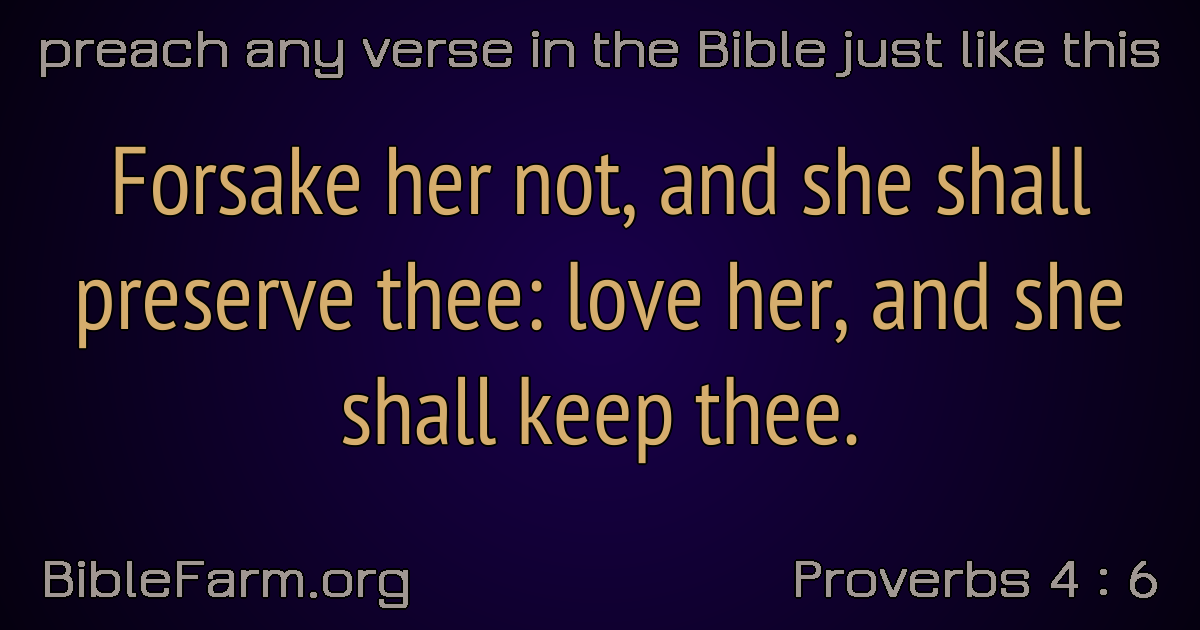 preach any verse in the Bible just like this
Forsake her not, and she shall
preserve thee: love her, and she
shall keep thee.
BibleFarm.org
Proverbs 4 : 6